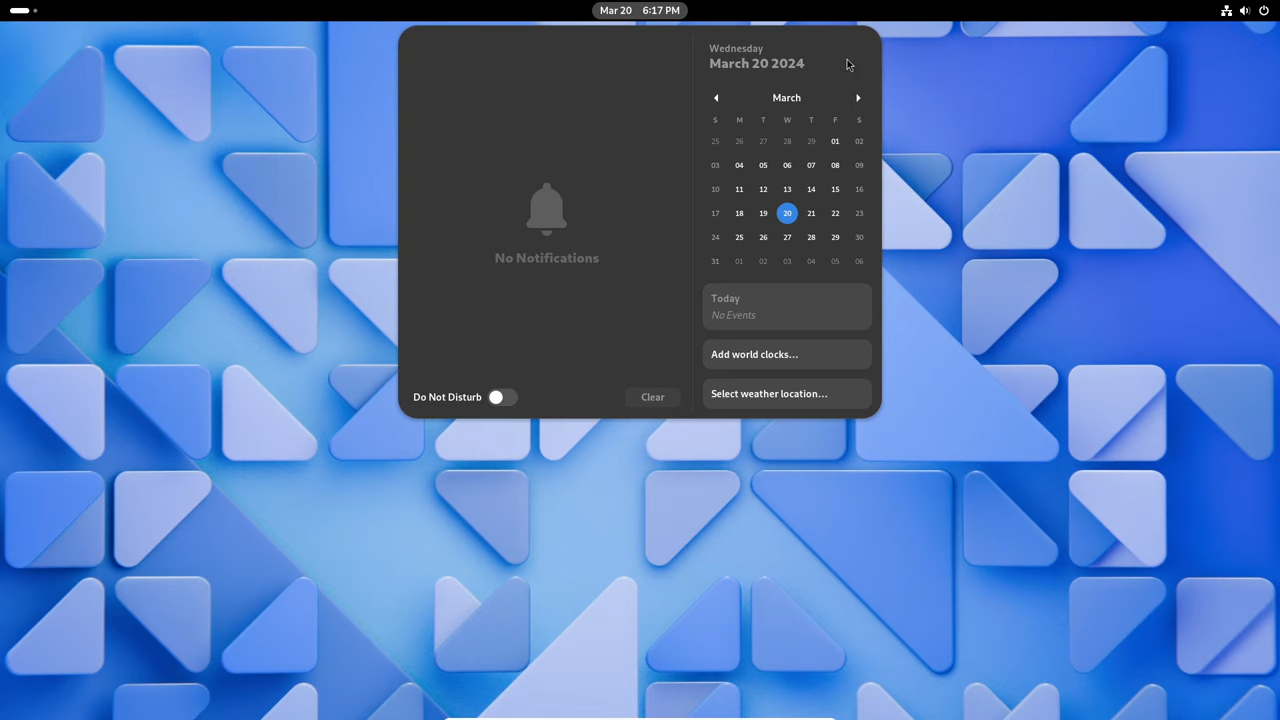 Mar 20 6:17 PM
No Notifications
Do Not Disturb
Clear
Wednesday
March 20 2024
March
S M T W T F S
25 26 27 28 29 01 02
03 04 05 06 07 08 09
10 11 12 13 14 15 16
17 18 19 20 21 22 23
24 25 26 27 28 29 30
31 01 02 03 04 05 06
Today
No Events
Add world clocks…
Select weather location…